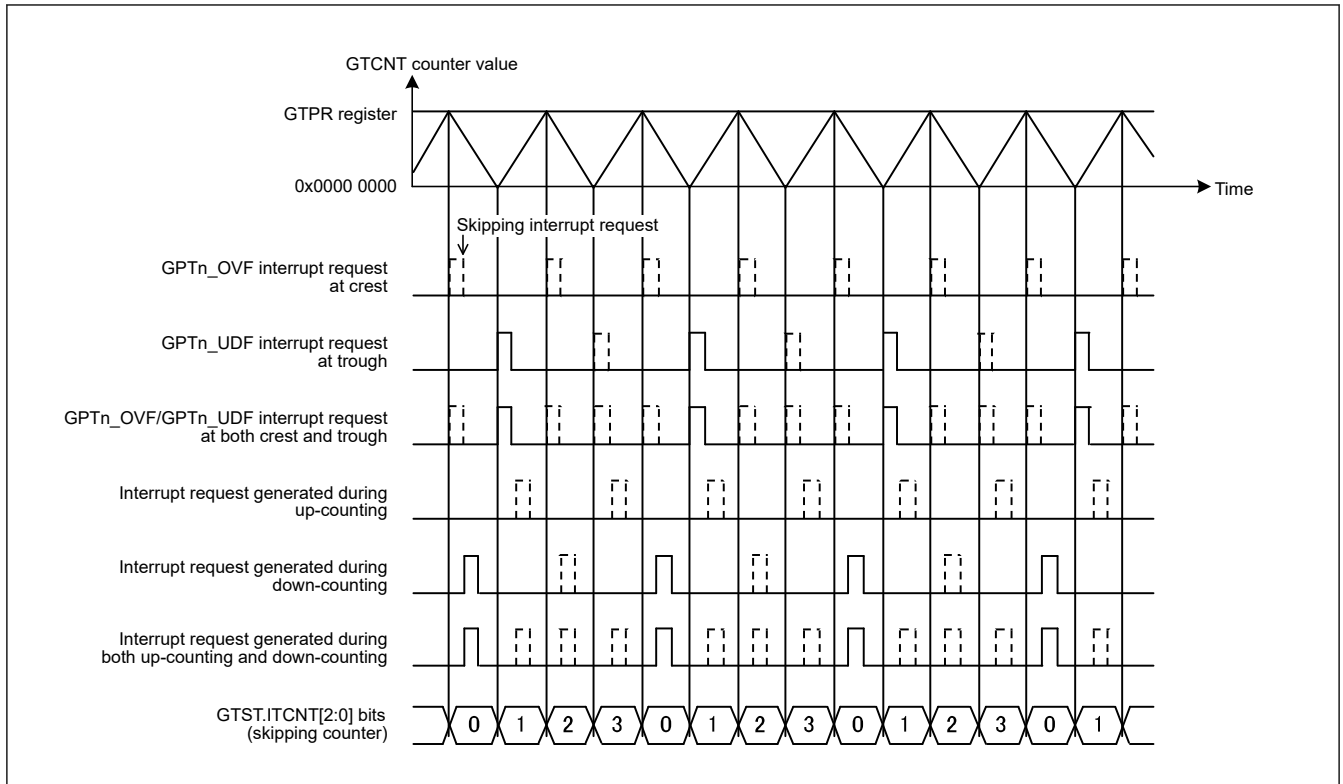 GTCNT counter value
GTPR register
0x0000 0000
Time
Skipping interrupt request
GPTn_OVF interrupt request
at crest
GPTn_UDF interrupt request
at trough
GPTn_OVF/GPTn_UDF interrupt request
at both crest and trough
Interrupt request generated during
up-counting
Interrupt request generated during
down-counting
Interrupt request generated during
both up-counting and down-counting
GTST.ITCNT[2:0] bits
(skipping counter)
0 1 2 3 0 1 2 3 0 1 2 3 0 1